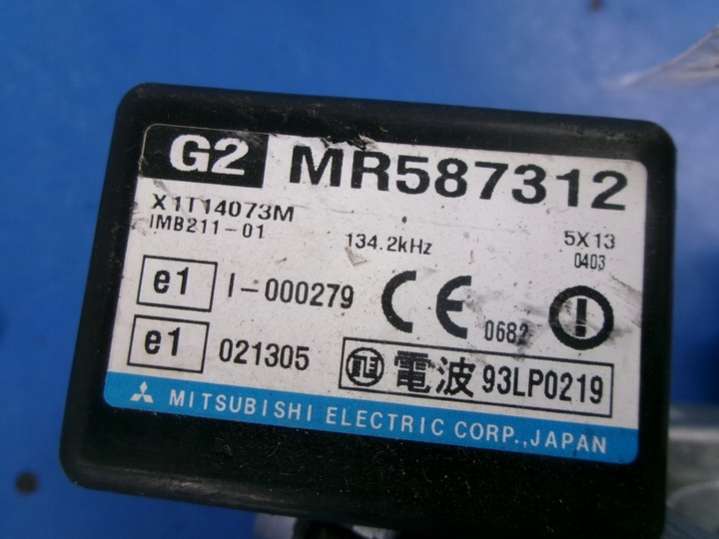 G2 MR587312
X1T14073M
IMB211-01 134.2kHz 5X13
0403
e1 I-000279 CE 0682
e1 021305 電波 93LP0219
MITSUBISHI ELECTRIC CORP., JAPAN